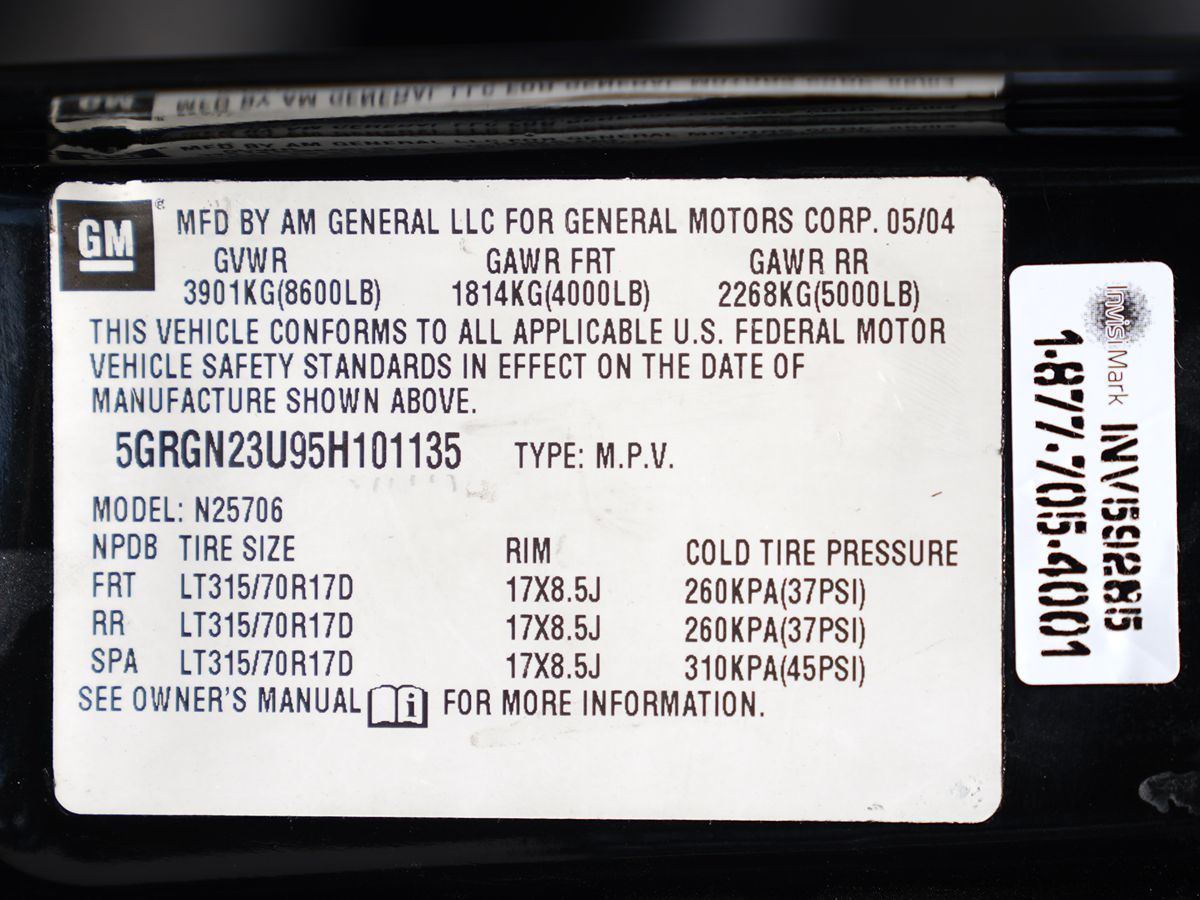 GM ®
MFD BY AM GENERAL LLC FOR GENERAL MOTORS CORP. 05/04
GVWR GAWR FRT GAWR RR
3901KG(8600LB) 1814KG(4000LB) 2268KG(5000LB)
THIS VEHICLE CONFORMS TO ALL APPLICABLE U.S. FEDERAL MOTOR
VEHICLE SAFETY STANDARDS IN EFFECT ON THE DATE OF
MANUFACTURE SHOWN ABOVE.
5GRGN23U95H101135 TYPE: M.P.V.
MODEL: N25706
NPDB TIRE SIZE RIM COLD TIRE PRESSURE
FRT LT315/70R17D 17X8.5J 260KPA(37PSI)
RR LT315/70R17D 17X8.5J 260KPA(37PSI)
SPA LT315/70R17D 17X8.5J 310KPA(45PSI)
SEE OWNER'S MANUAL i FOR MORE INFORMATION.
InvisiMark
INV59285
1.877.705.4001